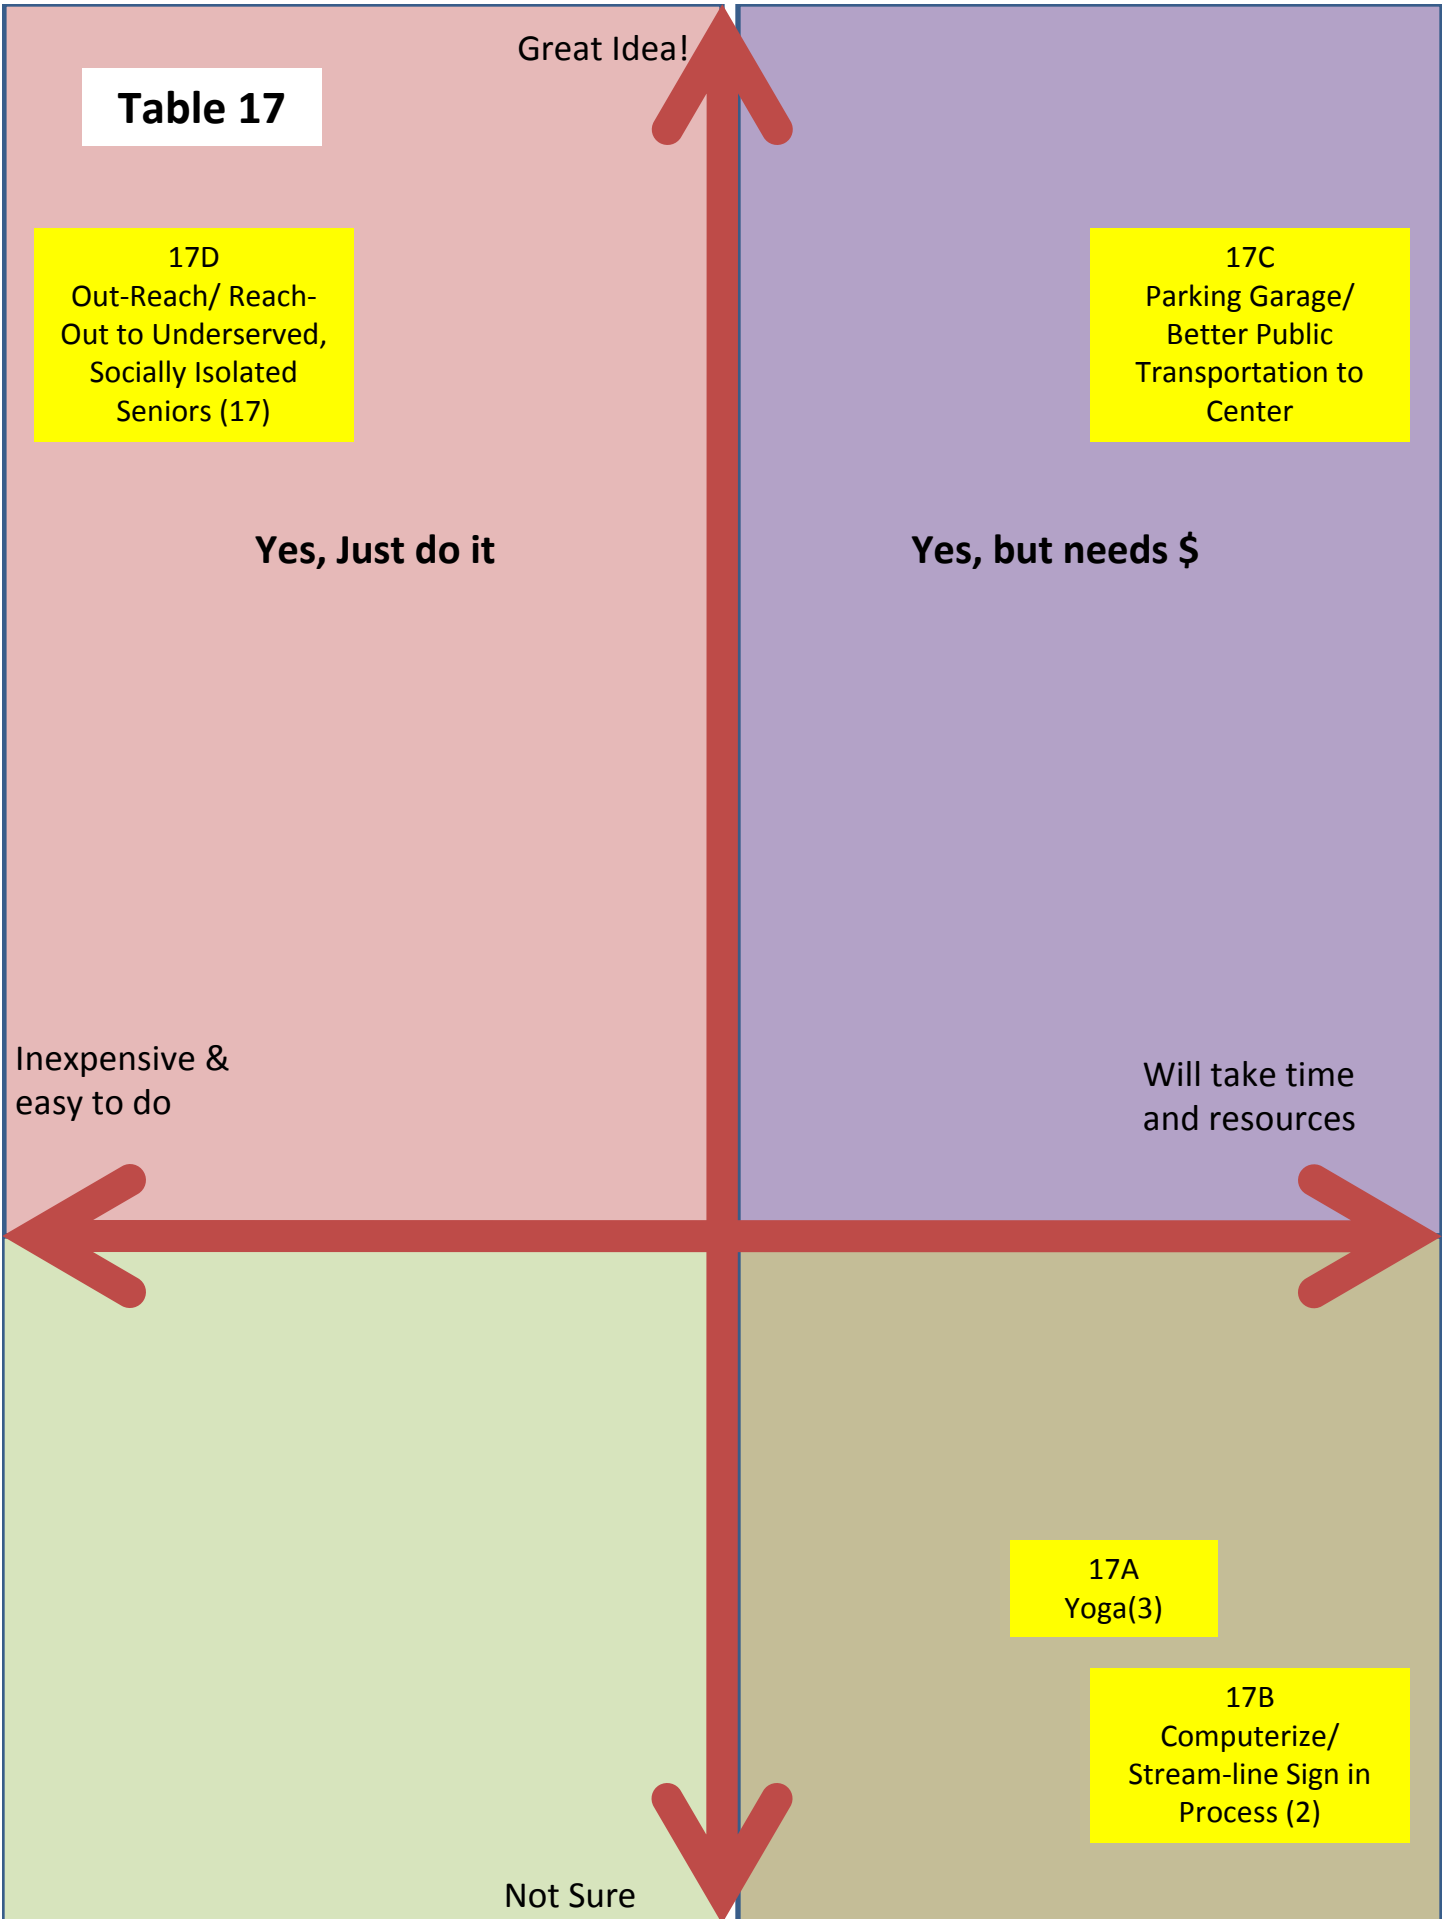 Great Idea!
Table 17
17D
Out-Reach/ Reach-
Out to Underserved,
Socially Isolated
Seniors (17)
17C
Parking Garage/
Better Public
Transportation to
Center
Yes, Just do it
Yes, but needs $
Inexpensive &
easy to do
Will take time
and resources
17A
Yoga(3)
17B
Computerize/
Stream-line Sign in
Process (2)
Not Sure